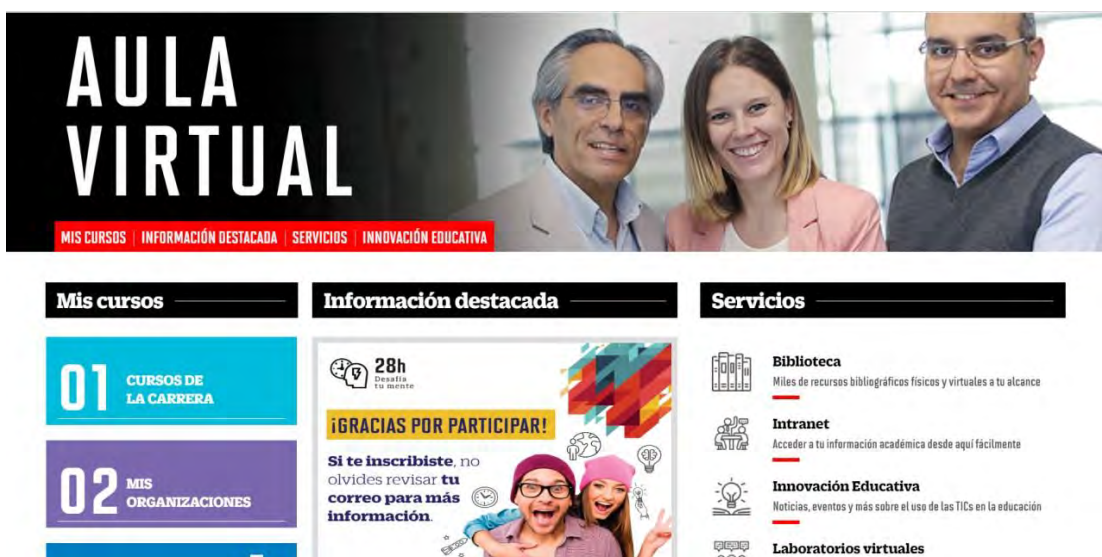 AULA
VIRTUAL
MIS CURSOS | INFORMACIÓN DESTACADA | SERVICIOS | INNOVACIÓN EDUCATIVA
Mis cursos
01 CURSOS DE
LA CARRERA
02 MIS
ORGANIZACIONES
Información destacada
28h
Desafía
tu mente
¡GRACIAS POR PARTICIPAR!
Si te inscribiste, no
olvides revisar tu
correo para más
información.
Servicios
Biblioteca
Miles de recursos bibliográficos físicos y virtuales a tu alcance
Intranet
Acceder a tu información académica desde aquí fácilmente
Innovación Educativa
Noticias, eventos y más sobre el uso de las TICs en la educación
Laboratorios virtuales